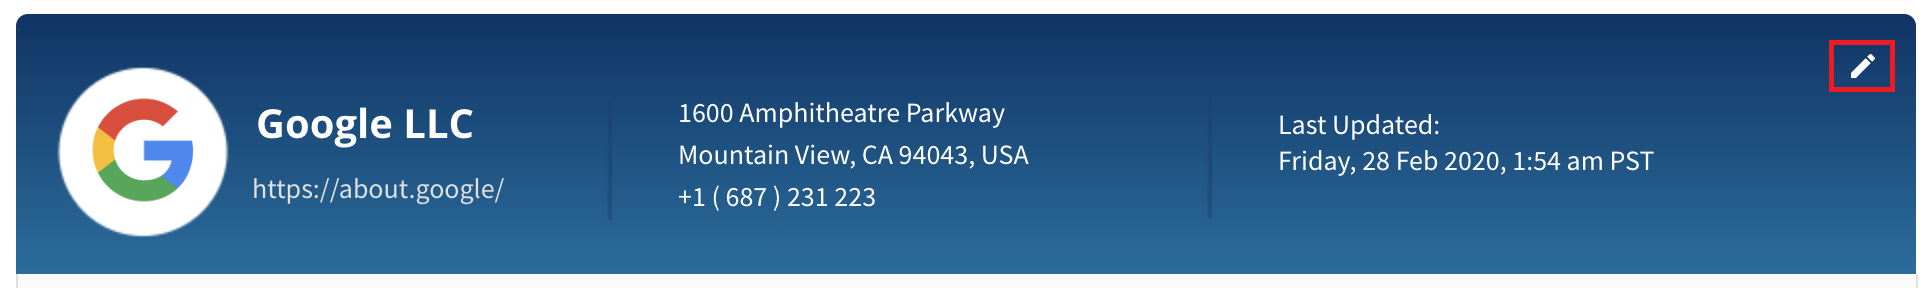 Google LLC
https://about.google/
1600 Amphitheatre Parkway
Mountain View, CA 94043, USA
+1 ( 687 ) 231 223
Last Updated:
Friday, 28 Feb 2020, 1:54 am PST